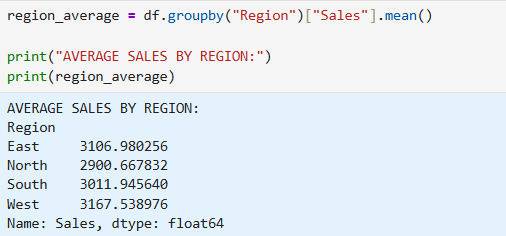 region_average = df.groupby("Region")["Sales"].mean()
print("AVERAGE SALES BY REGION:")
print(region_average)
AVERAGE SALES BY REGION:
Region
East     3106.980256
North    2900.667832
South    3011.945640
West     3167.538976
Name: Sales, dtype: float64